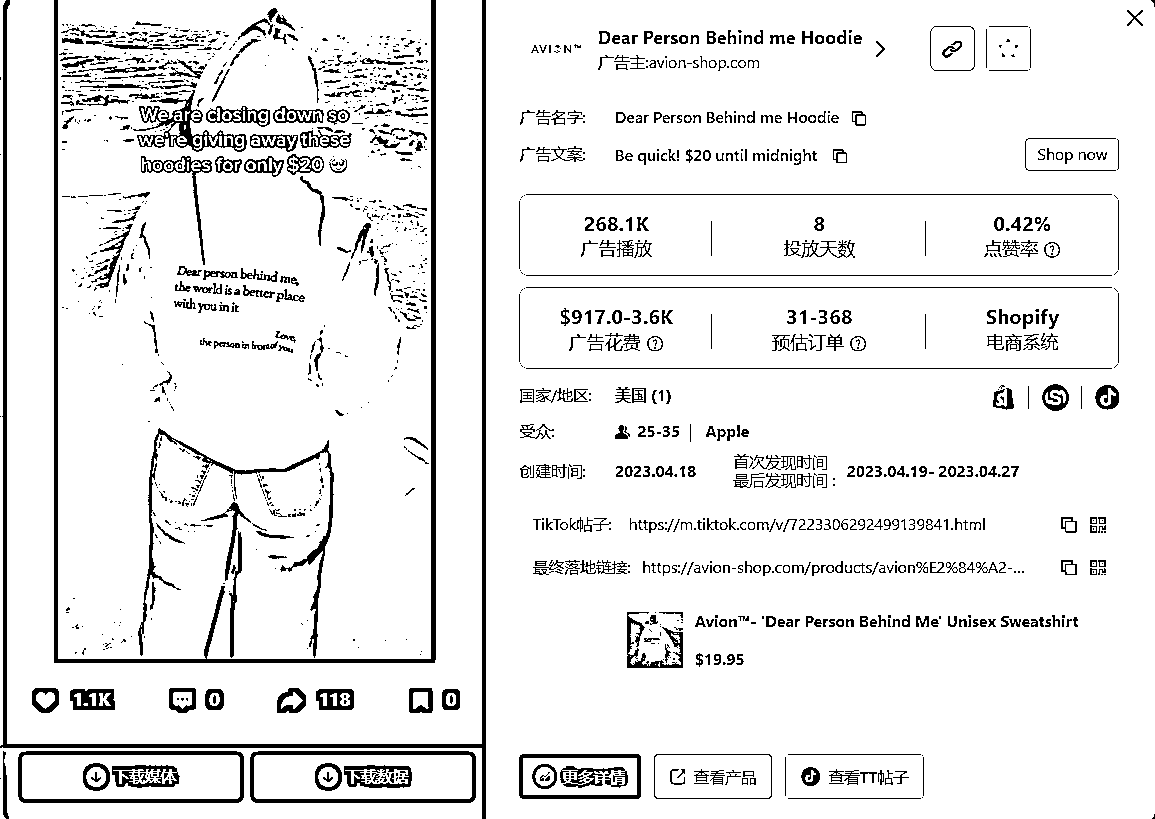 We are closing down so
we're giving away these
hoodies for only $20
Dear person behind me,
the world is a better place
with you in it
Love,
the person in front of you
1.1K
0
118
0
下载媒体
下载数据
AVION™
Dear Person Behind me Hoodie
广告主:avion-shop.com
广告名字: Dear Person Behind me Hoodie
广告文案: Be quick! $20 until midnight
Shop now
268.1K 8 0.42%
广告播放 投放天数 点赞率
$917.0-3.6K 31-368 Shopify
广告花费 预估订单 电商系统
国家/地区: 美国 (1)
受众: 25-35 Apple
创建时间: 2023.04.18 首次发现时间 最后发现时间 : 2023.04.19- 2023.04.27
TikTok帖子: https://m.tiktok.com/v/7223306292499139841.html
最终落地链接: https://avion-shop.com/products/avion%E2%84%A2-...
Avion™- 'Dear Person Behind Me' Unisex Sweatshirt
$19.95
更多详情
查看产品
查看TT帖子